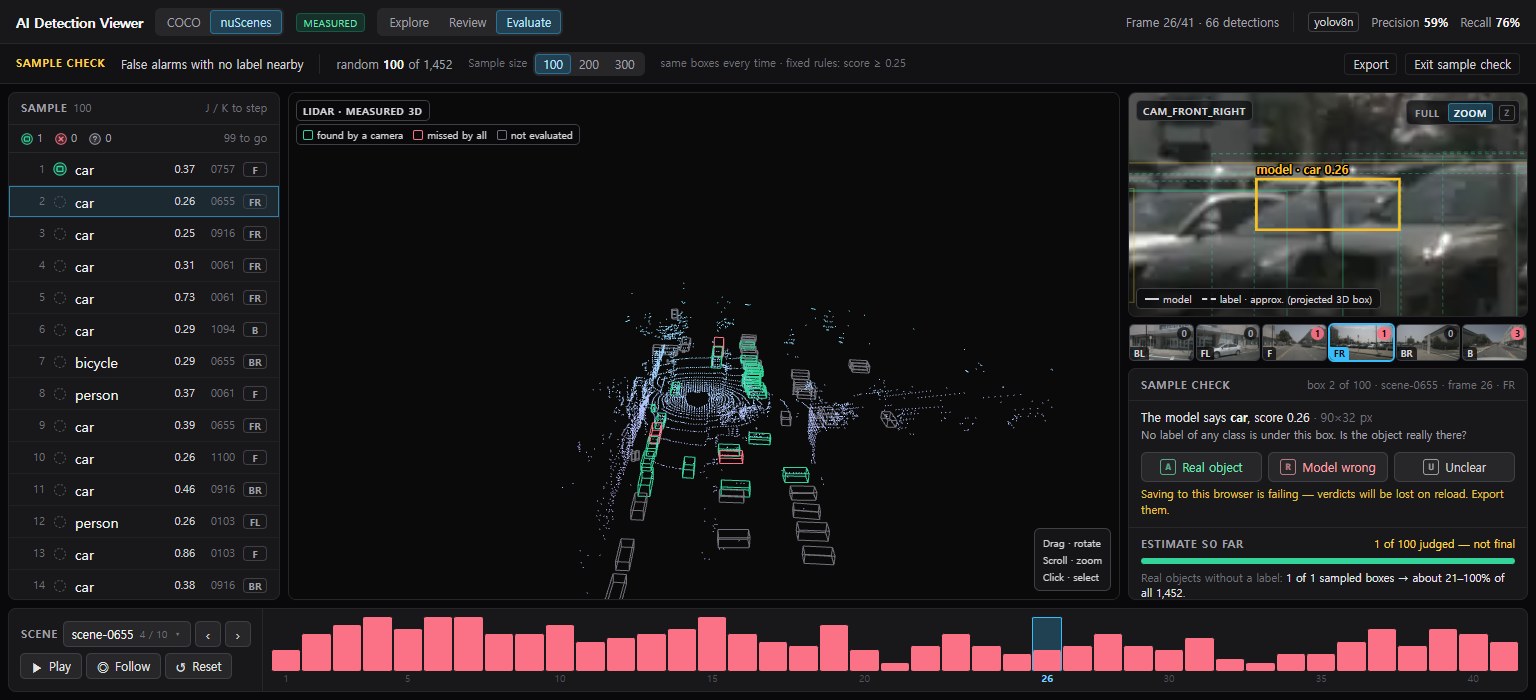 AI Detection Viewer COCO nuScenes MEASURED Explore Review Evaluate Frame 26/41 · 66 detections yolov8n Precision 59% Recall 76%
SAMPLE CHECK False alarms with no label nearby random 100 of 1,452 Sample size 100 200 300 same boxes every time · fixed rules: score ≥ 0.25 Export Exit sample check
SAMPLE 100 J / K to step
1 0 ? 0 99 to go
1 car 0.37 0757 F
2 car 0.26 0655 FR
3 car 0.25 0916 FR
4 car 0.31 0061 FR
5 car 0.73 0061 FR
6 car 0.29 1094 B
7 bicycle 0.29 0655 BR
8 person 0.37 0061 F
9 car 0.39 0655 FR
10 car 0.26 1100 F
11 car 0.46 0916 BR
12 person 0.26 0103 FL
13 car 0.86 0103 F
14 car 0.38 0916 BR
LIDAR · MEASURED 3D
found by a camera missed by all not evaluated
Drag · rotate
Scroll · zoom
Click · select
CAM_FRONT_RIGHT FULL ZOOM Z
model · car 0.26
model label · approx. (projected 3D box)
0 0 1 1 0 3
BL FL F FR BR B
SAMPLE CHECK box 2 of 100 · scene-0655 · frame 26 · FR
The model says car, score 0.26 · 90×32 px
No label of any class is under this box. Is the object really there?
A Real object R Model wrong U Unclear
Saving to this browser is failing — verdicts will be lost on reload. Export
them.
ESTIMATE SO FAR 1 of 100 judged — not final
Real objects without a label: 1 of 1 sampled boxes → about 21–100% of
all 1,452.
SCENE scene-0655 4 / 10 ‹ ›
Play Follow Reset
1 5 10 15 20 26 30 35 40